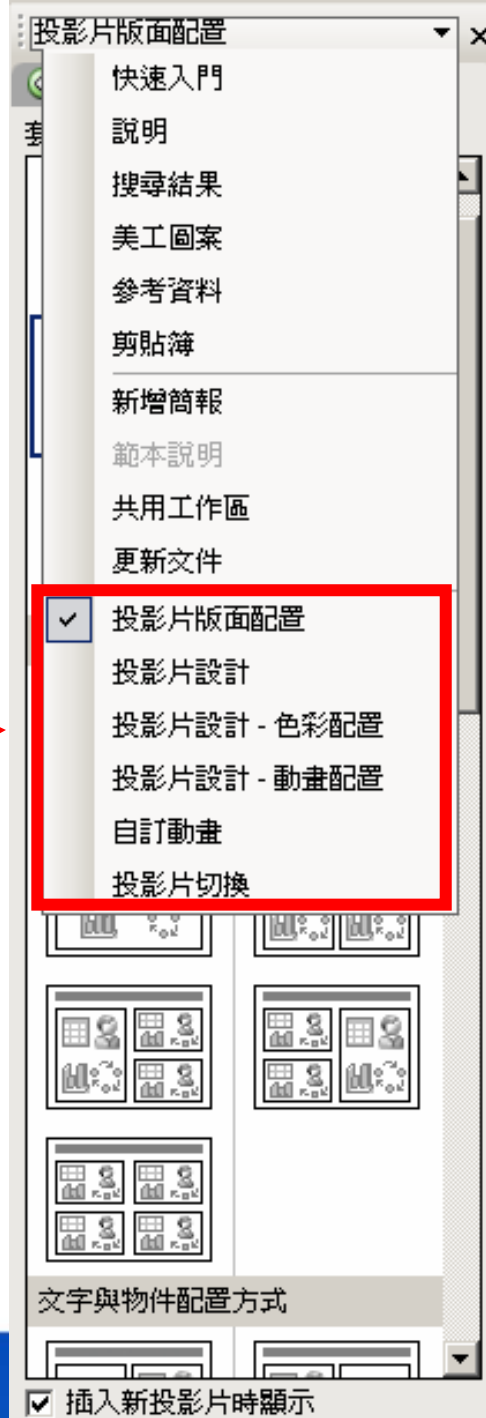 投影片版面配置
快速入門
說明
搜尋結果
美工圖案
參考資料
剪貼簿
新增簡報
範本說明
共用工作區
更新文件
投影片版面配置
投影片設計
投影片設計 - 色彩配置
投影片設計 - 動畫配置
自訂動畫
投影片切換
文字與物件配置方式
插入新投影片時顯示